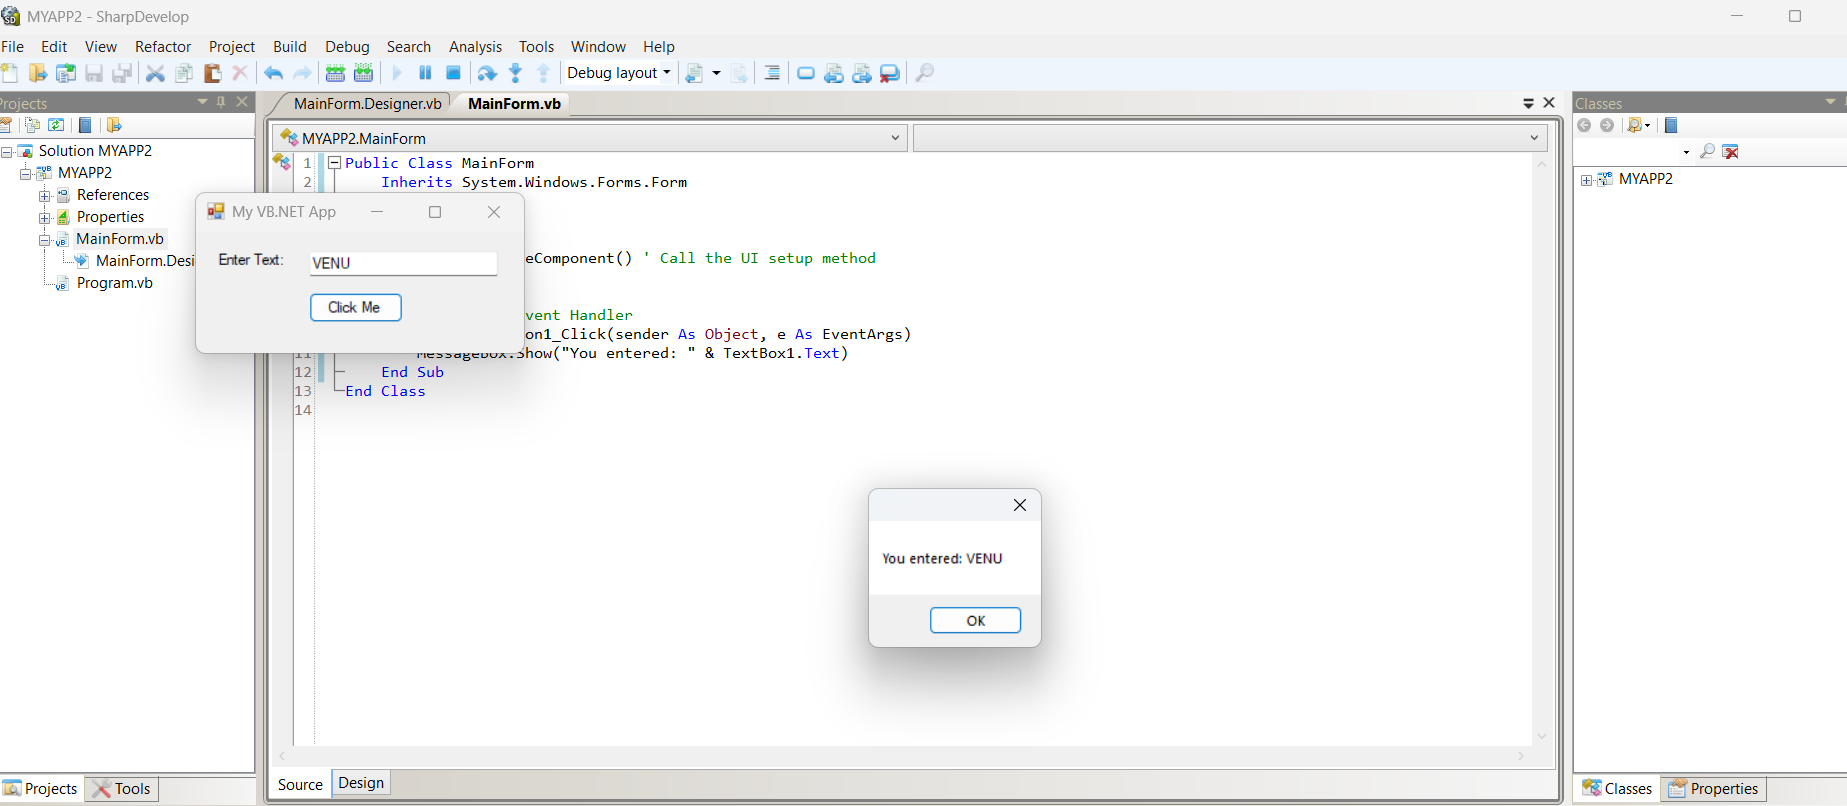 MYAPP2 - SharpDevelop
File Edit View Refactor Project Build Debug Search Analysis Tools Window Help
Debug layout
Projects
Solution MYAPP2
MYAPP2
References
Properties
MainForm.vb
MainForm.Desi
Program.vb
Projects Tools
MainForm.Designer.vb MainForm.vb
MYAPP2.MainForm
1 Public Class MainForm
2 Inherits System.Windows.Forms.Form
eComponent() ' Call the UI setup method
vent Handler
on1_Click(sender As Object, e As EventArgs)
11 MessageBox.Show("You entered: " & TextBox1.Text)
12 End Sub
13 End Class
14
Source Design
My VB.NET App
Enter Text: VENU
Click Me
You entered: VENU
OK
Classes
MYAPP2
Classes Properties